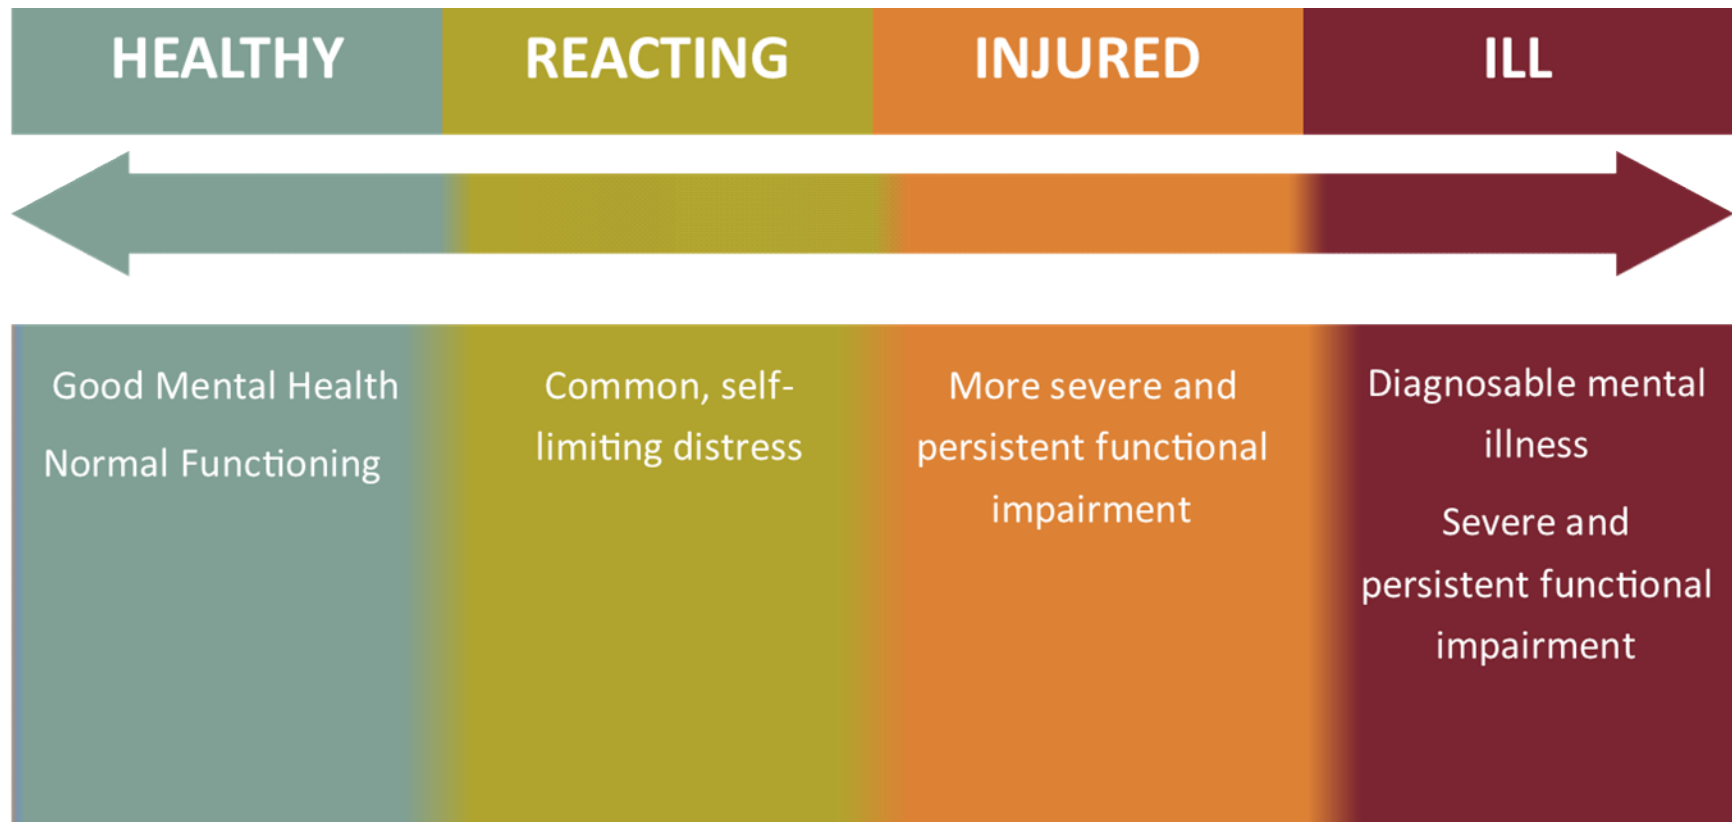 HEALTHY
REACTING
INJURED
ILL
Good Mental Health
Normal Functioning
Common, self-
limiting distress
More severe and
persistent functional
impairment
Diagnosable mental
illness
Severe and
persistent functional
impairment